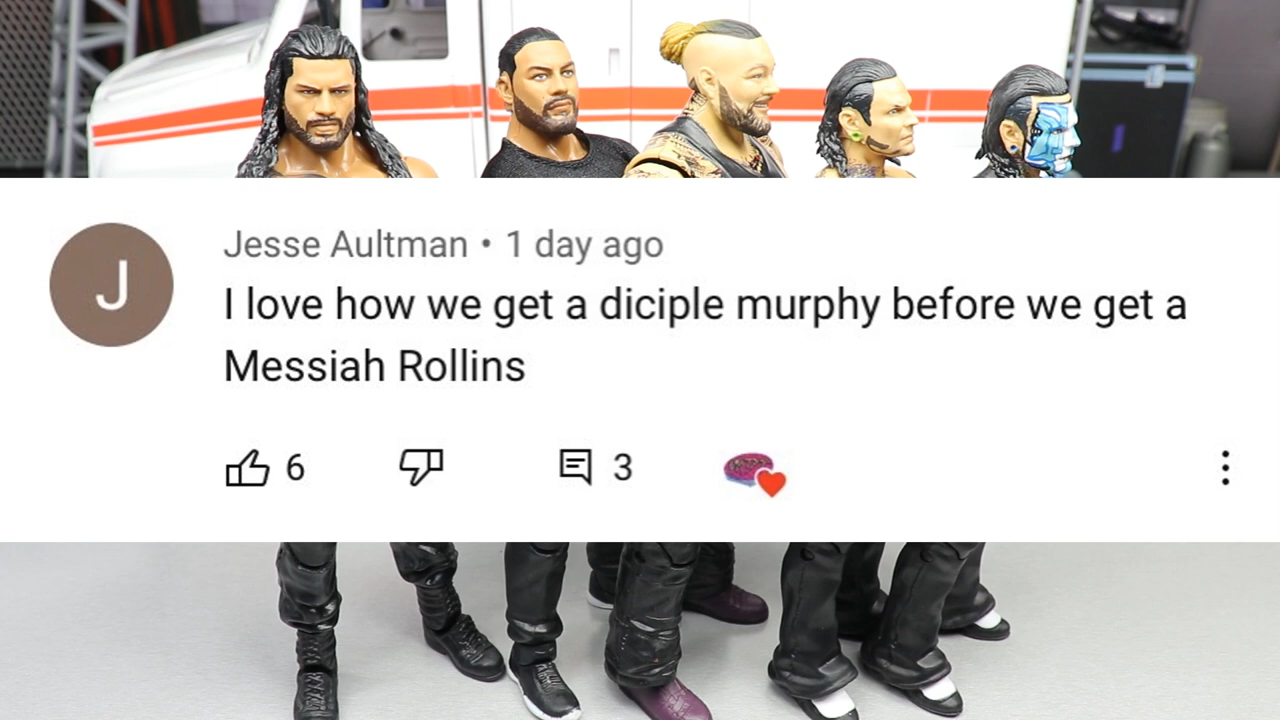 J
Jesse Aultman • 1 day ago
I love how we get a diciple murphy before we get a
Messiah Rollins
6
3